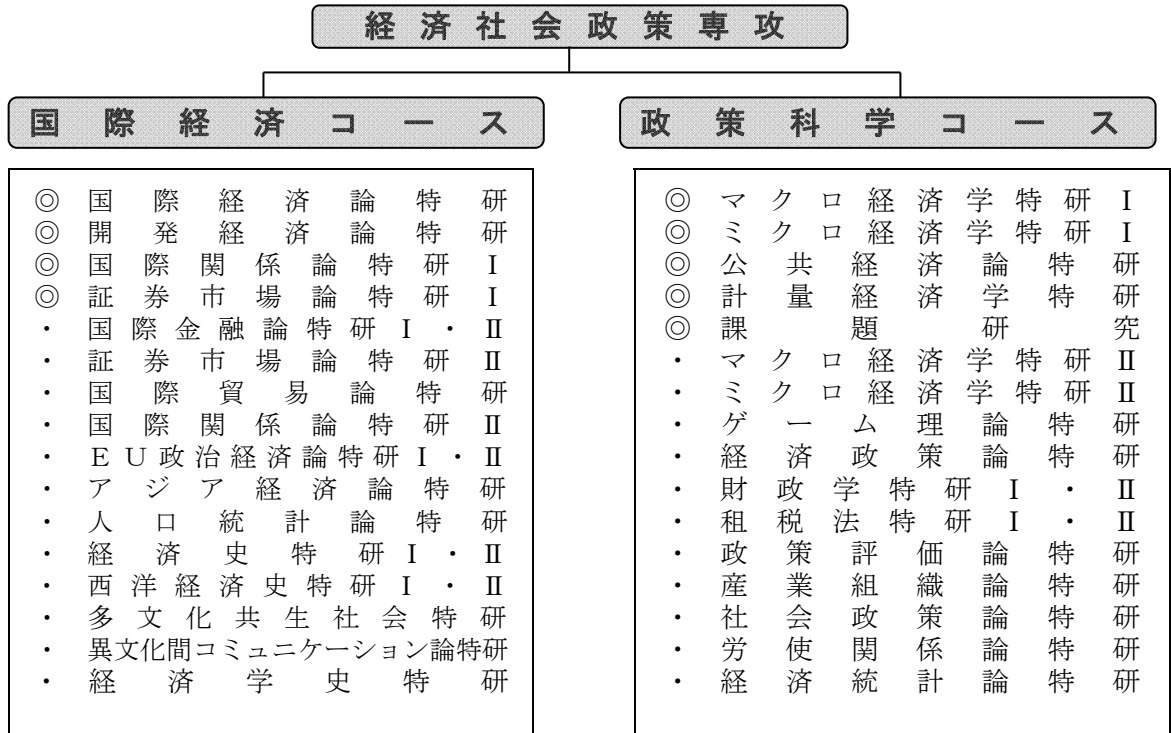 経済社会政策専攻
国際経済コース
◎ 国際経済論特研
◎ 開発経済論特研
◎ 国際関係論特研Ⅰ
◎ 証券市場論特研Ⅰ
・ 国際金融論特研Ⅰ・Ⅱ
・ 証券市場論特研Ⅱ
・ 国際貿易論特研
・ 国際関係論特研Ⅱ
・ ＥＵ政治経済論特研Ⅰ・Ⅱ
・ アジア経済論特研
・ 人口統計論特研
・ 経済史特研Ⅰ・Ⅱ
・ 西洋経済史特研Ⅰ・Ⅱ
・ 多文化共生社会特研
・ 異文化間コミュニケーション論特研
・ 経済学史特研
政策科学コース
◎ マクロ経済学特研Ⅰ
◎ ミクロ経済学特研Ⅰ
◎ 公共経済論特研
◎ 計量経済学特研
◎ 課題研究
・ マクロ経済学特研Ⅱ
・ ミクロ経済学特研Ⅱ
・ ゲーム理論特研
・ 経済政策論特研
・ 財政学特研Ⅰ・Ⅱ
・ 租税法特研Ⅰ・Ⅱ
・ 政策評価論特研
・ 産業組織論特研
・ 社会政策論特研
・ 労使関係論特研
・ 経済統計論特研